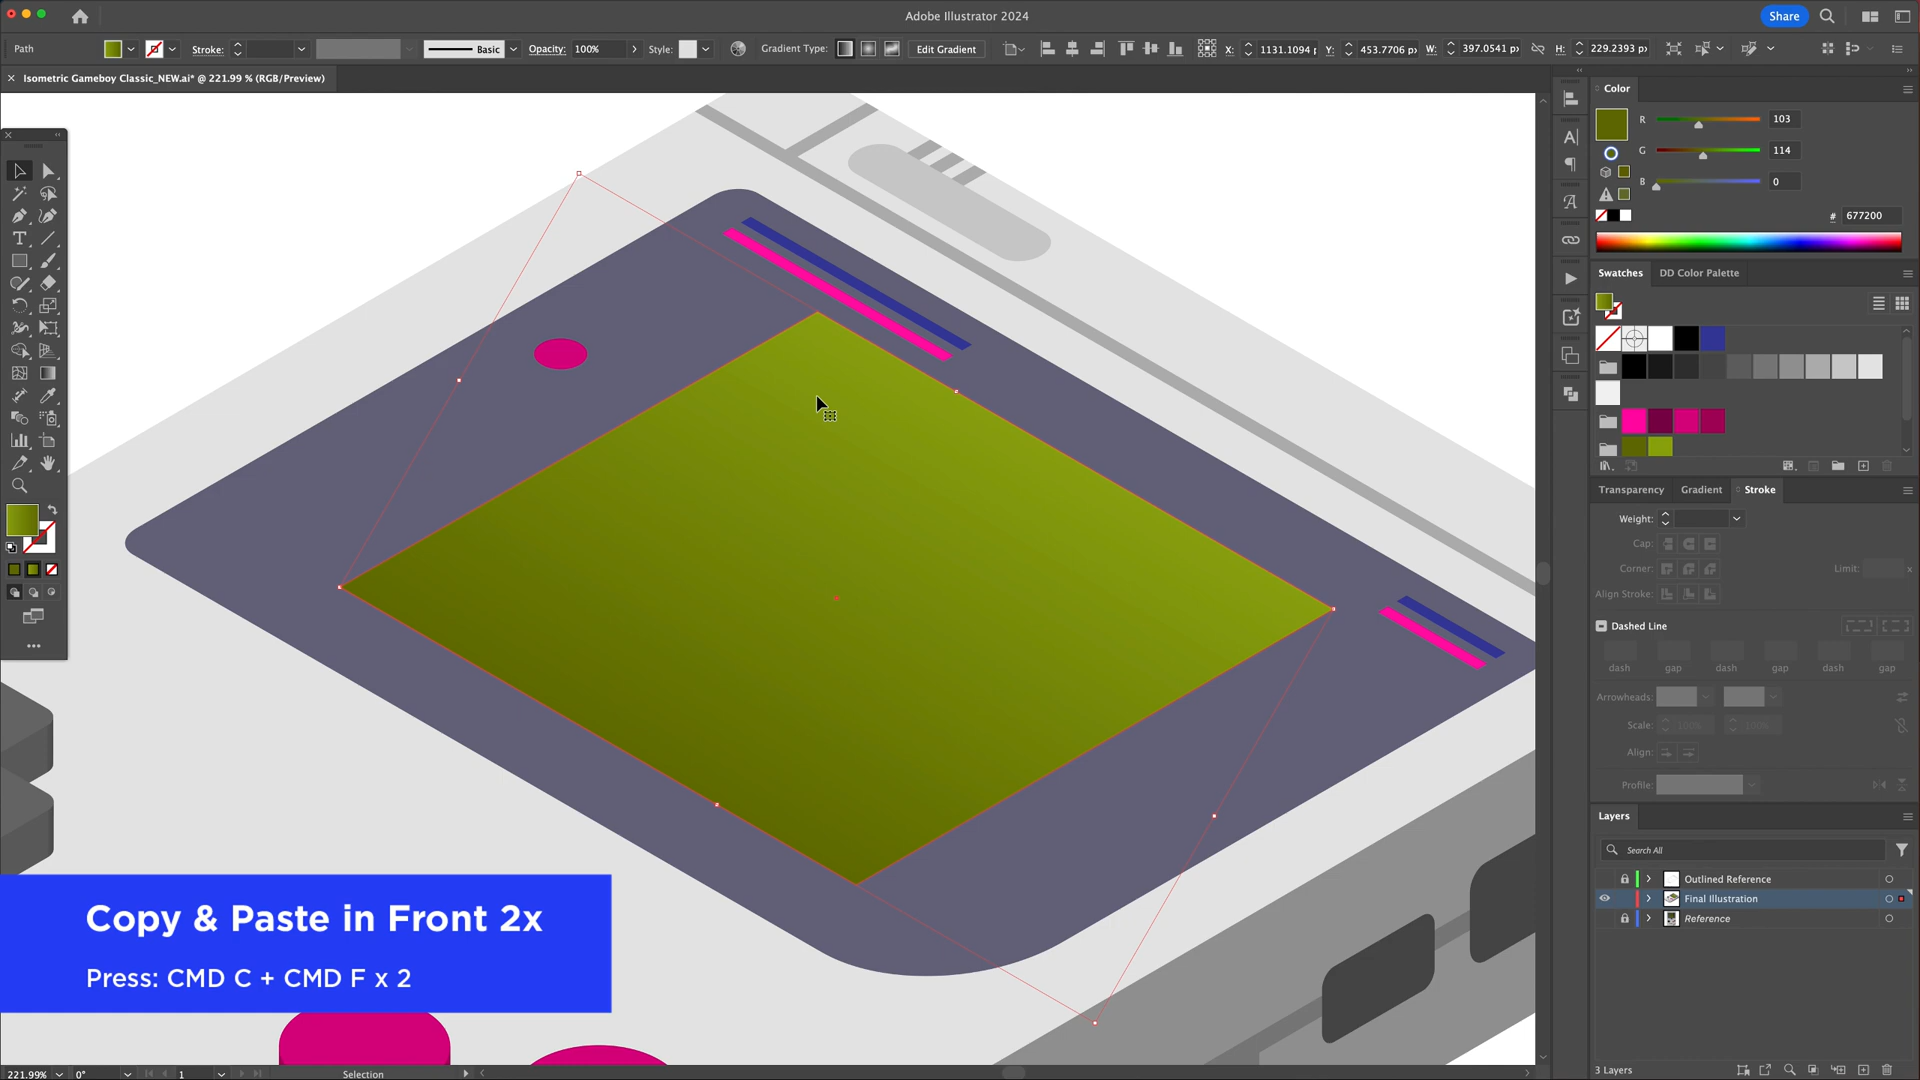 Adobe Illustrator 2024
Share
Path
Stroke:
Basic
Opacity:
100%
Style:
Gradient Type:
Edit Gradient
X:
1131.1094 p
Y:
453.7706 p
W:
397.0541 px
H:
229.2393 p
Isometric Gameboy Classic_NEW.ai* @ 221.99 % (RGB/Preview)
Color
R
103
G
114
B
0
#
677200
Swatches
DD Color Palette
Transparency
Gradient
Stroke
Weight:
Cap:
Corner:
Limit:
x
Align Stroke:
Dashed Line
dash
gap
dash
gap
dash
gap
Arrowheads:
Scale:
100%
100%
Align:
Profile:
Layers
Search All
Outlined Reference
Final Illustration
Reference
3 Layers
Copy & Paste in Front 2x
Press: CMD C + CMD F x 2
221.99%
0°
1
Selection